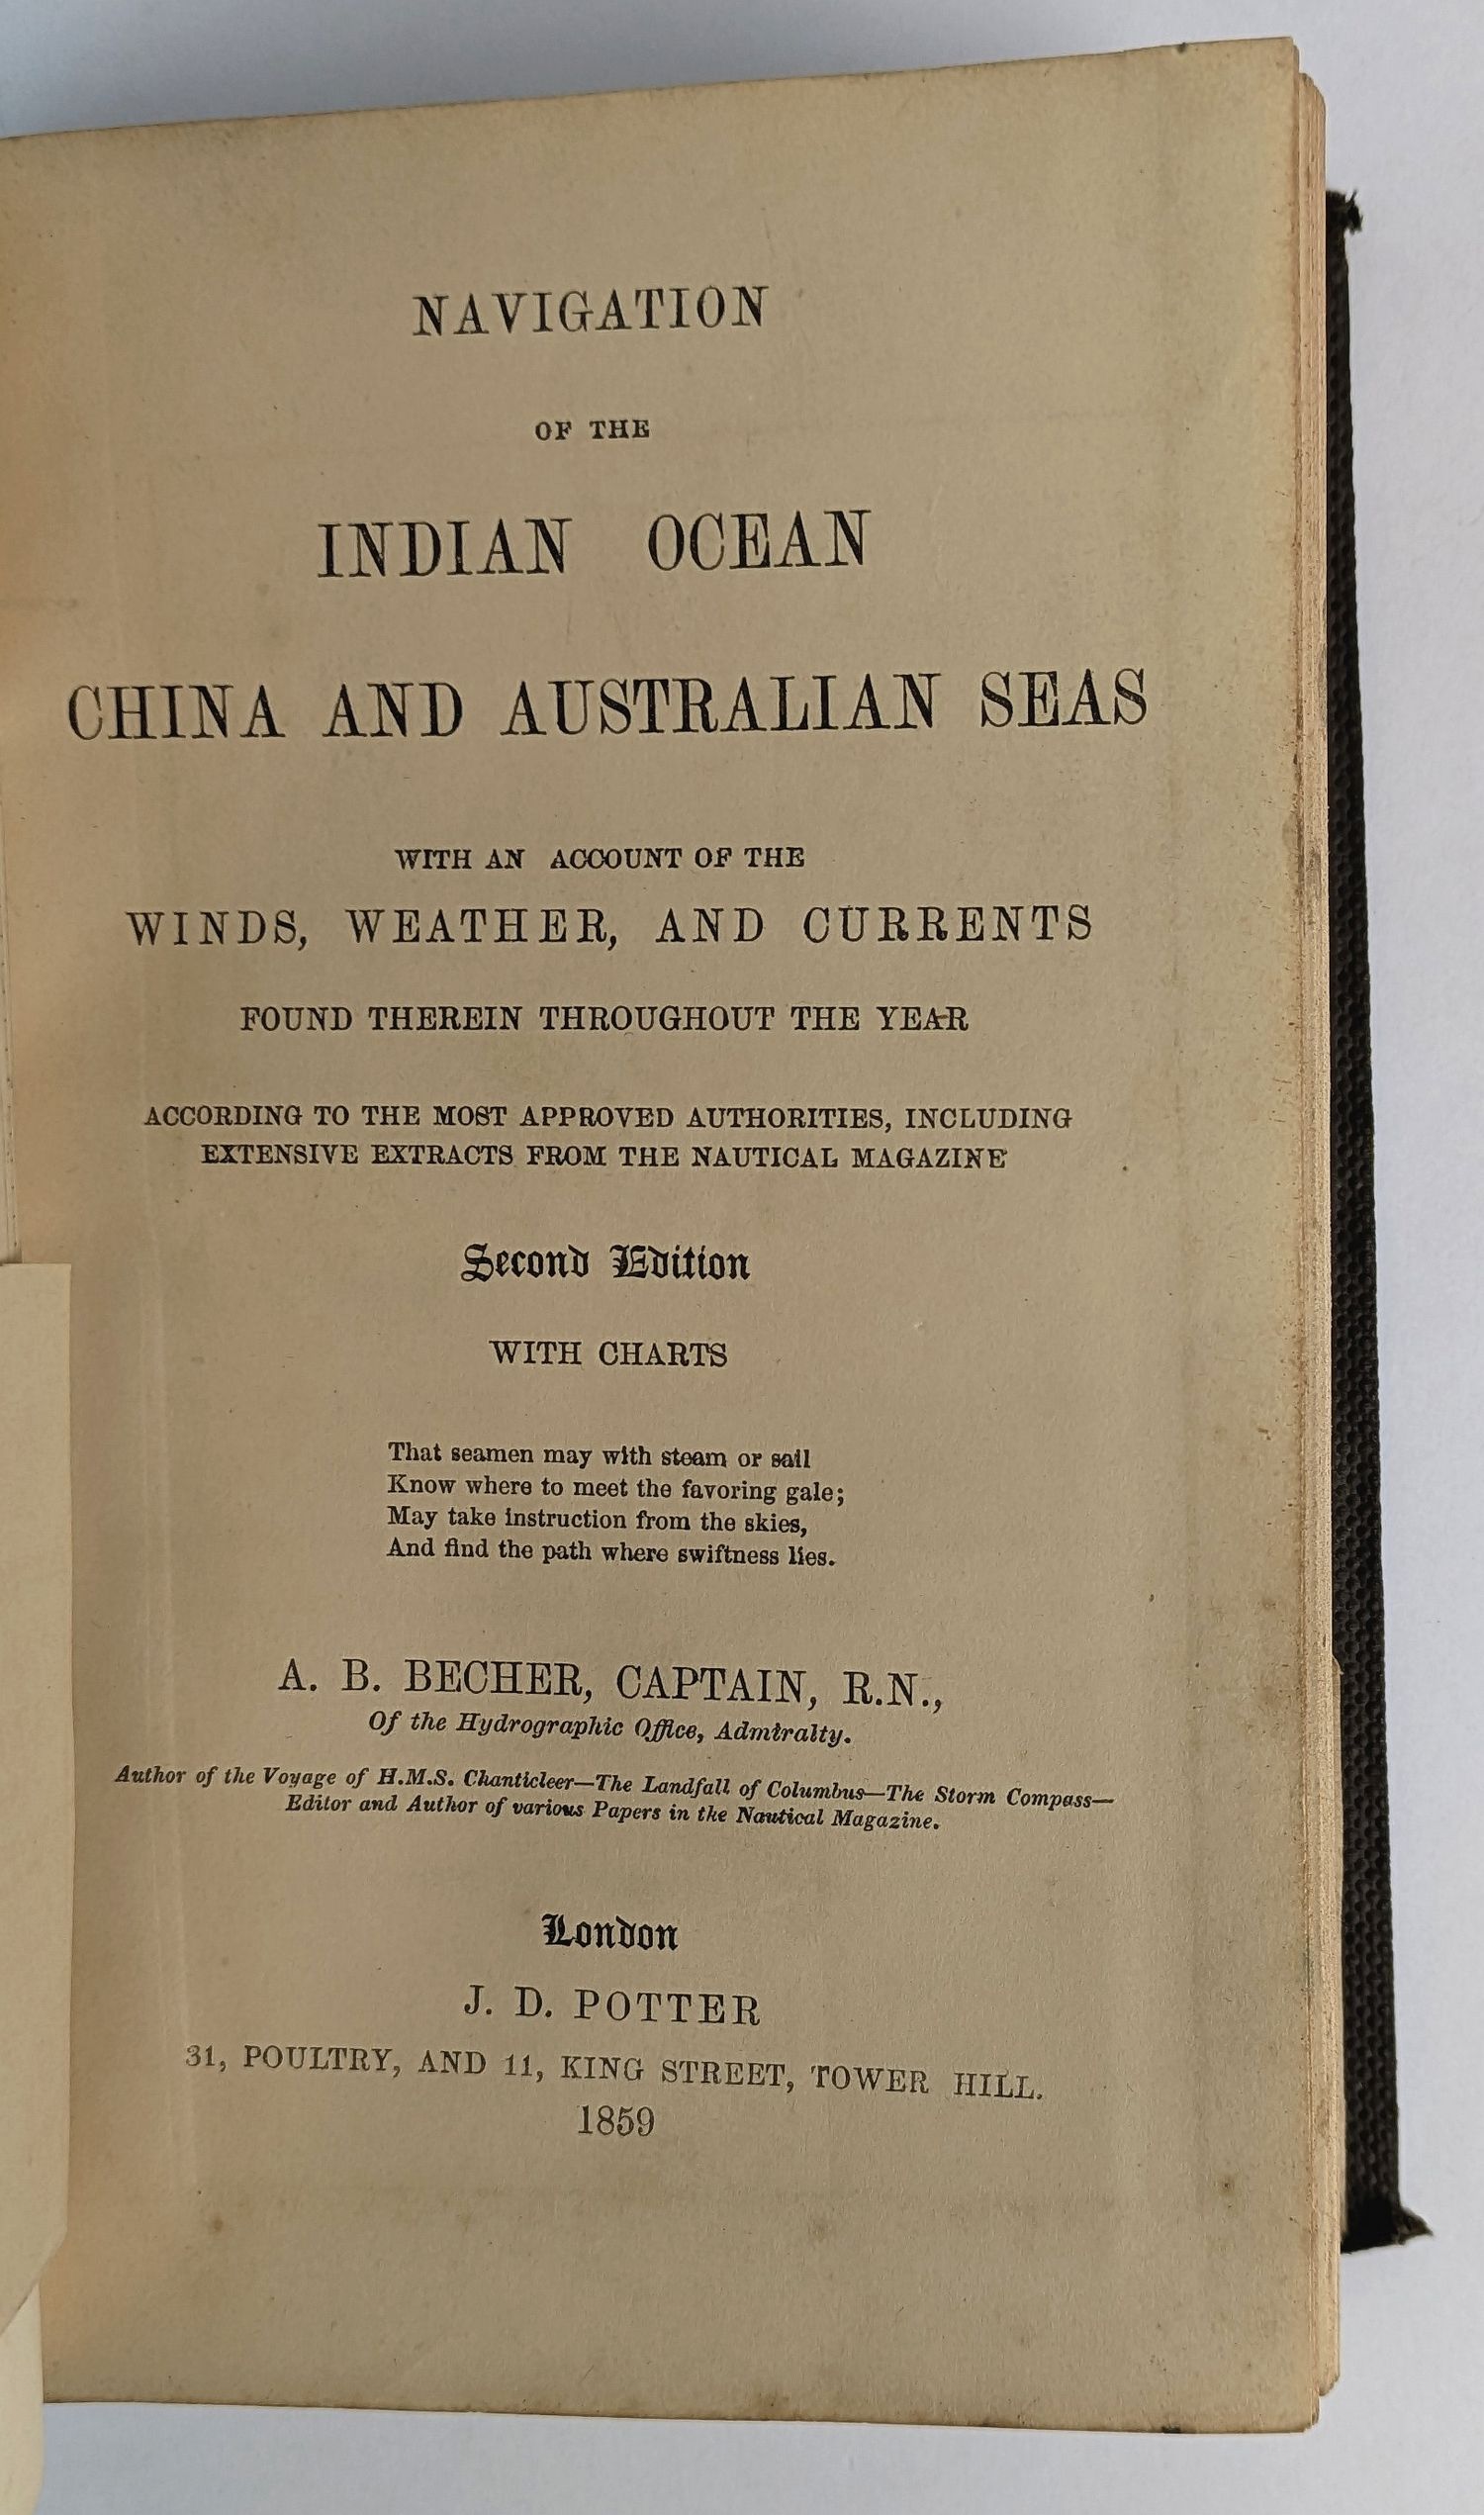 NAVIGATION
OF THE
INDIAN OCEAN
CHINA AND AUSTRALIAN SEAS
WITH AN ACCOUNT OF THE
WINDS, WEATHER, AND CURRENTS
FOUND THEREIN THROUGHOUT THE YEAR
ACCORDING TO THE MOST APPROVED AUTHORITIES, INCLUDING
EXTENSIVE EXTRACTS FROM THE NAUTICAL MAGAZINE
Second Edition
WITH CHARTS
That seamen may with steam or sail
Know where to meet the favoring gale;
May take instruction from the skies,
And find the path where swiftness lies.
A. B. BECHER, CAPTAIN, R.N.,
Of the Hydrographic Office, Admiralty.
Author of the Voyage of H.M.S. Chanticleer—The Landfall of Columbus—The Storm Compass—
Editor and Author of various Papers in the Nautical Magazine.
London
J. D. POTTER
31, POULTRY, AND 11, KING STREET, TOWER HILL.
1859